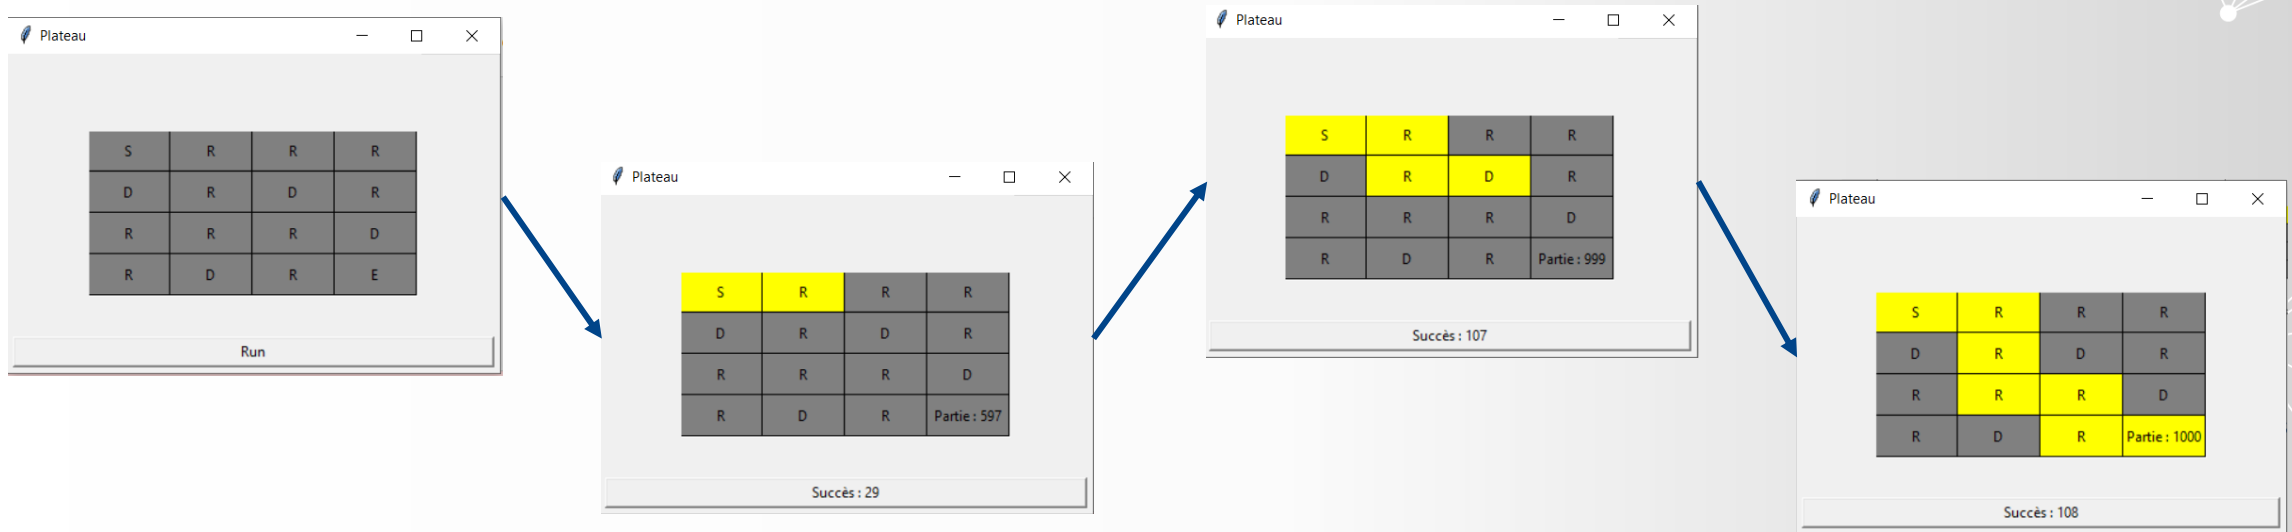 Plateau
S R R R
D R D R
R R R D
R D R E
Run
Plateau
S R R R
D R D R
R R R D
R D R Partie : 597
Succès : 29
Plateau
S R R R
D R D R
R R R D
R D R Partie : 999
Succès : 107
Plateau
S R R R
D R D R
R R R D
R D R Partie : 1000
Succès : 108